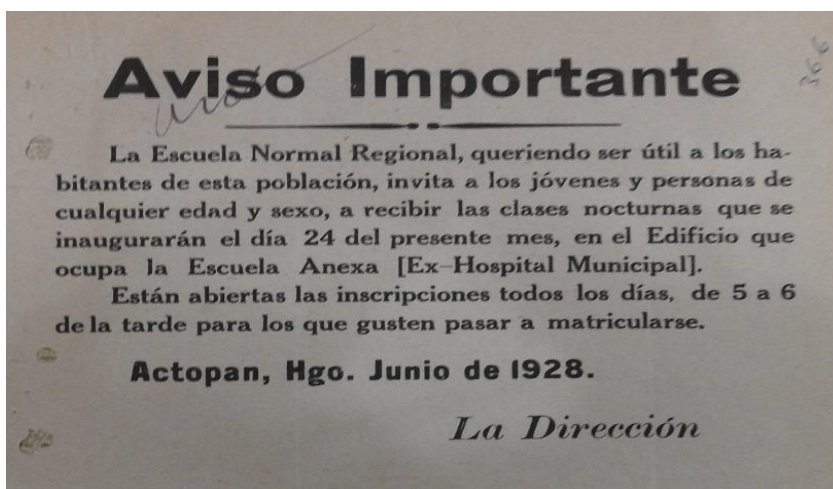 Aviso Importante
366
La Escuela Normal Regional, queriendo ser útil a los ha-
bitantes de esta población, invita a los jóvenes y personas de
cualquier edad y sexo, a recibir las clases nocturnas que se
inaugurarán el día 24 del presente mes, en el Edificio que
ocupa la Escuela Anexa [Ex-Hospital Municipal].
Están abiertas las inscripciones todos los días, de 5 a 6
de la tarde para los que gusten pasar a matricularse.
Actopan, Hgo. Junio de 1928.
La Dirección